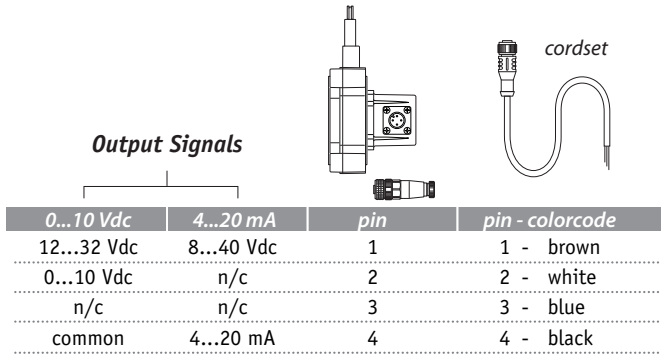 cordset
Output Signals
0...10 Vdc 4...20 mA pin pin - colorcode
12...32 Vdc 8...40 Vdc 1 1 - brown
0...10 Vdc n/c 2 2 - white
n/c n/c 3 3 - blue
common 4...20 mA 4 4 - black